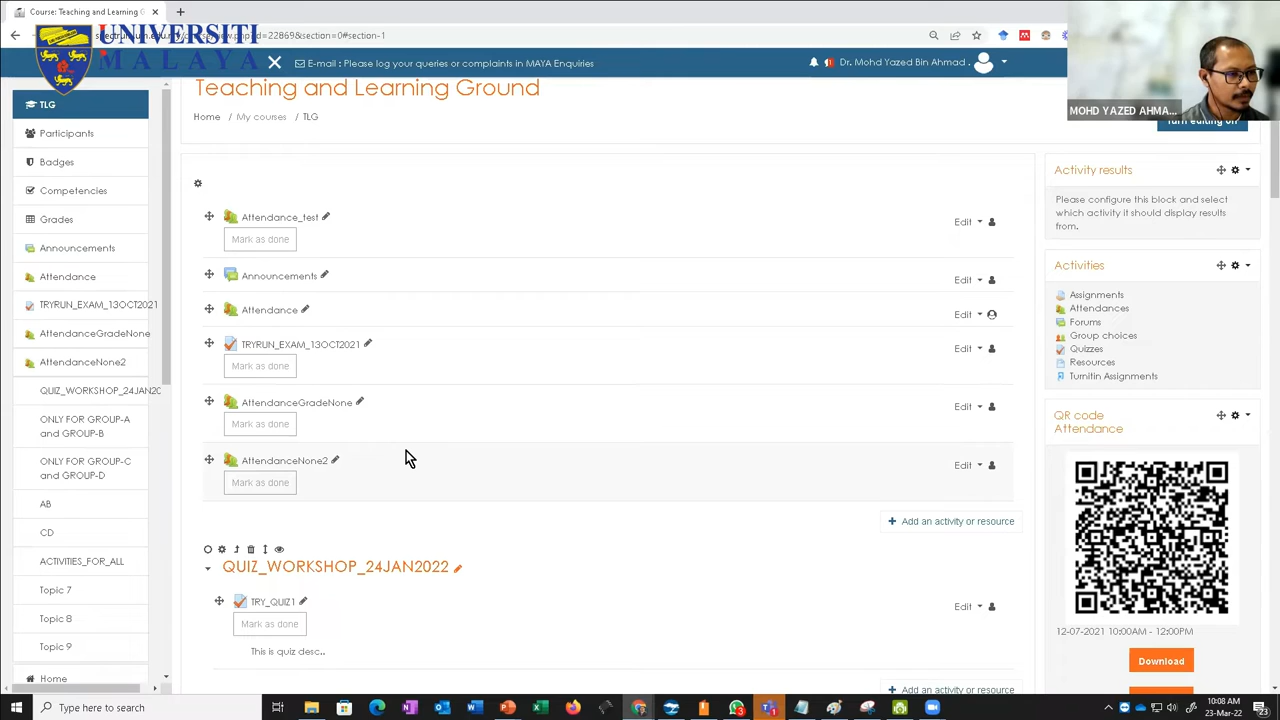 Course: Teaching and Learning G
UNIVERSITI
MALAYA
E-mail : Please log your queries or complaints in MAYA Enquiries
Dr. Mohd Yazed Bin Ahmad .
MOHD YAZED AHMA...
Teaching and Learning Ground
Home / My courses / TLG
Turn editing on
TLG
Participants
Badges
Competencies
Grades
Announcements
Attendance
TRYRUN_EXAM_13OCT2021
AttendanceGradeNone
AttendanceNone2
QUIZ_WORKSHOP_24JAN20
ONLY FOR GROUP-A
and GROUP-B
ONLY FOR GROUP-C
and GROUP-D
AB
CD
ACTIVITIES_FOR_ALL
Topic 7
Topic 8
Topic 9
Home
Attendance_test
Edit
Mark as done
Announcements
Edit
Attendance
Edit
TRYRUN_EXAM_13OCT2021
Edit
Mark as done
AttendanceGradeNone
Edit
Mark as done
AttendanceNone2
Edit
Mark as done
+ Add an activity or resource
QUIZ_WORKSHOP_24JAN2022
TRY_QUIZ1
Edit
Mark as done
This is quiz desc..
+ Add an activity or resource
Activity results
Please configure this block and select
which activity it should display results
from.
Activities
Assignments
Attendances
Forums
Group choices
Quizzes
Resources
Turnitin Assignments
QR code
Attendance
12-07-2021 10:00AM - 12:00PM
Download
Type here to search
10:08 AM
23-Mar-22